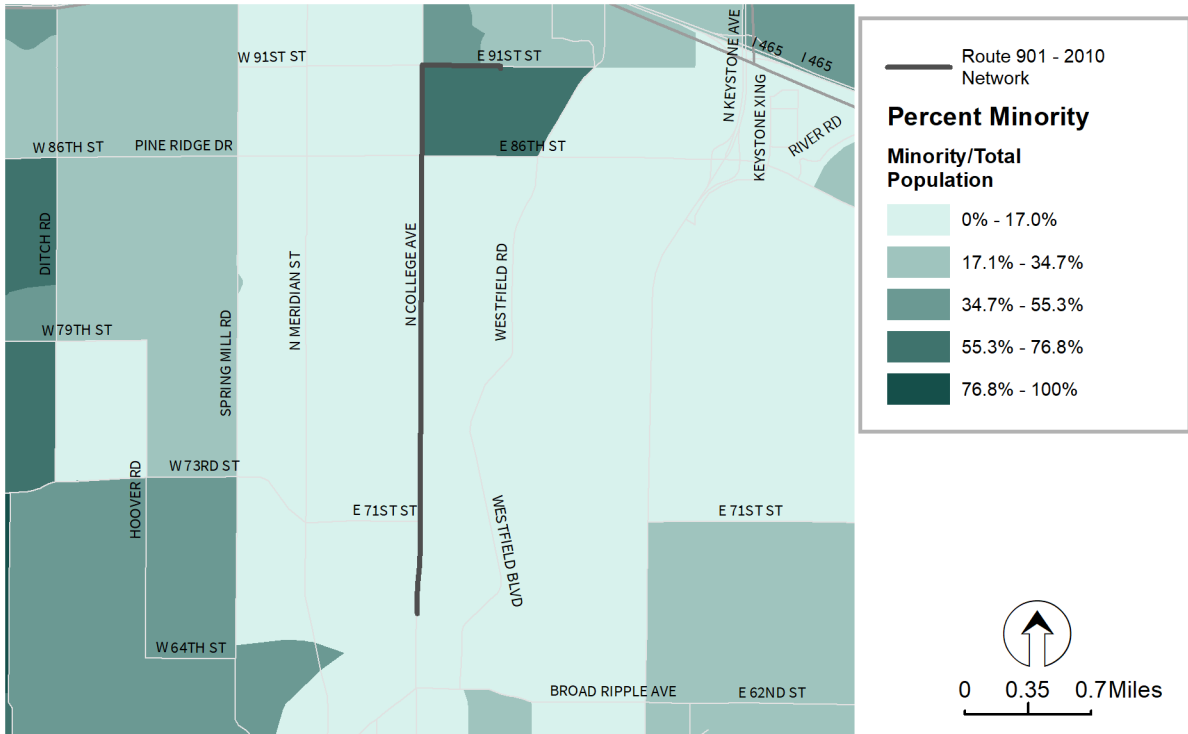 W 91ST ST
E 91ST ST
N KEYSTONE AVE
I 465
I 465
KEYSTONE XING
RIVER RD
W 86TH ST
PINE RIDGE DR
E 86TH ST
DITCH RD
N MERIDIAN ST
N COLLEGE AVE
WESTFIELD RD
W 79TH ST
SPRING MILL RD
W 73RD ST
HOOVER RD
E 71ST ST
E 71ST ST
WESTFIELD BLVD
W 64TH ST
BROAD RIPPLE AVE
E 62ND ST
Route 901 - 2010
Network
Percent Minority
Minority/Total
Population
0% - 17.0%
17.1% - 34.7%
34.7% - 55.3%
55.3% - 76.8%
76.8% - 100%
0 0.35 0.7 Miles